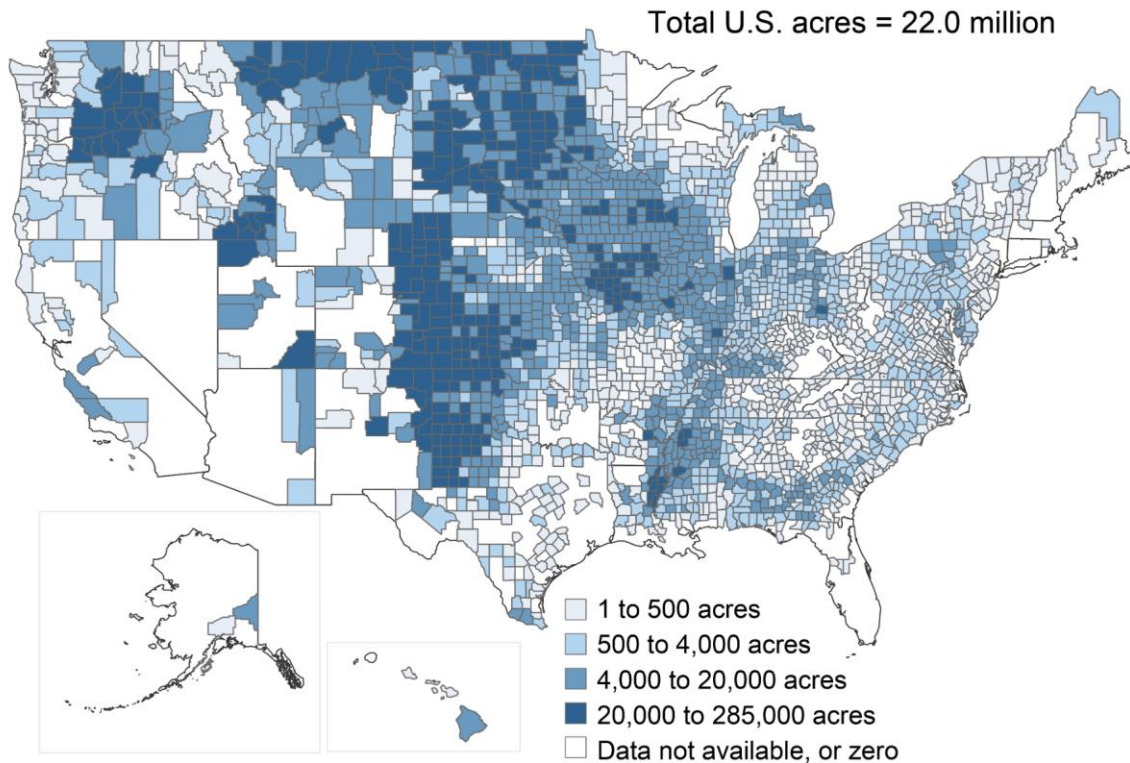 Total U.S. acres = 22.0 million
1 to 500 acres
500 to 4,000 acres
4,000 to 20,000 acres
20,000 to 285,000 acres
Data not available, or zero